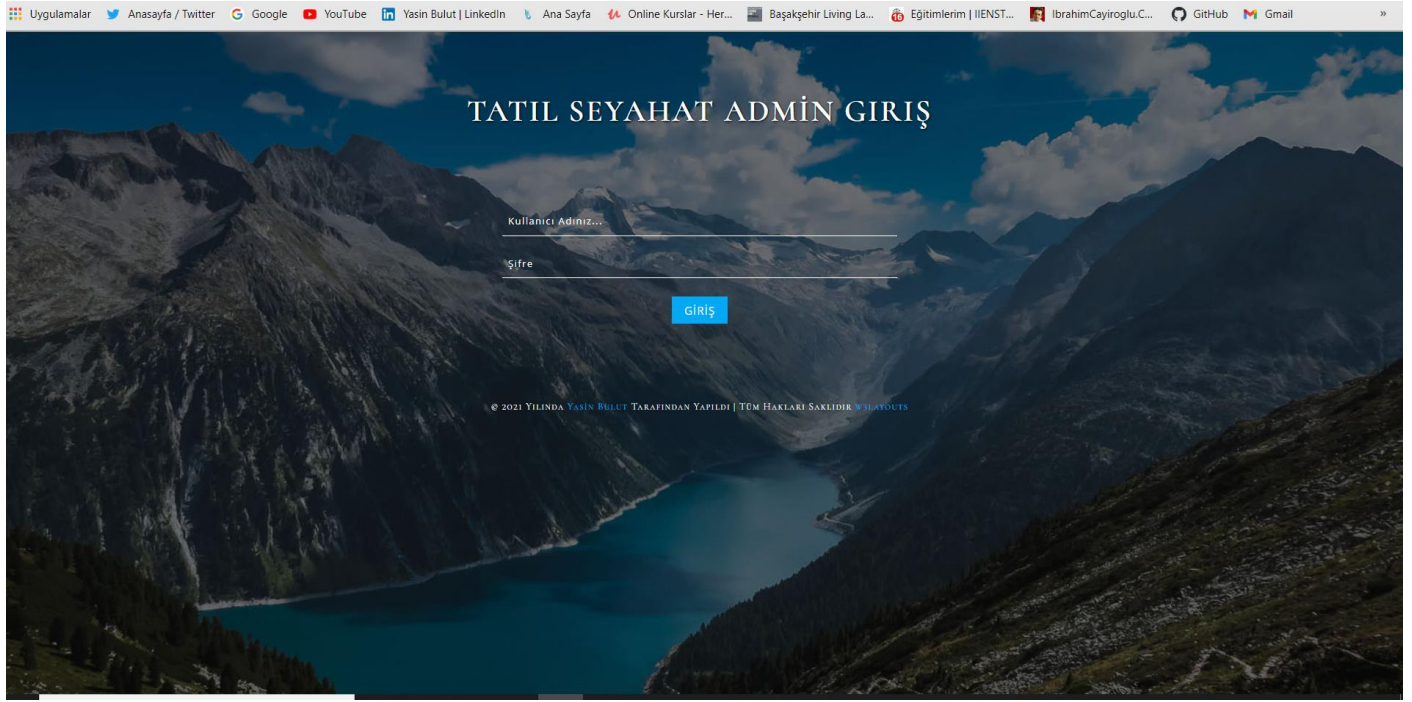 Uygulamalar Anasayfa / Twitter Google YouTube Yasin Bulut | LinkedIn Ana Sayfa Online Kurslar - Her... Başakşehir Living La... Eğitimlerim | IIENST... IbrahimCayiroglu.C... GitHub Gmail »
TATIL SEYAHAT ADMİN GIRIŞ
Kullanıcı Adınız...
Şifre
GİRİŞ
© 2021 Yılında Yasin Bulut Tarafından Yapıldı | Tüm Hakları Saklıdır W3layouts